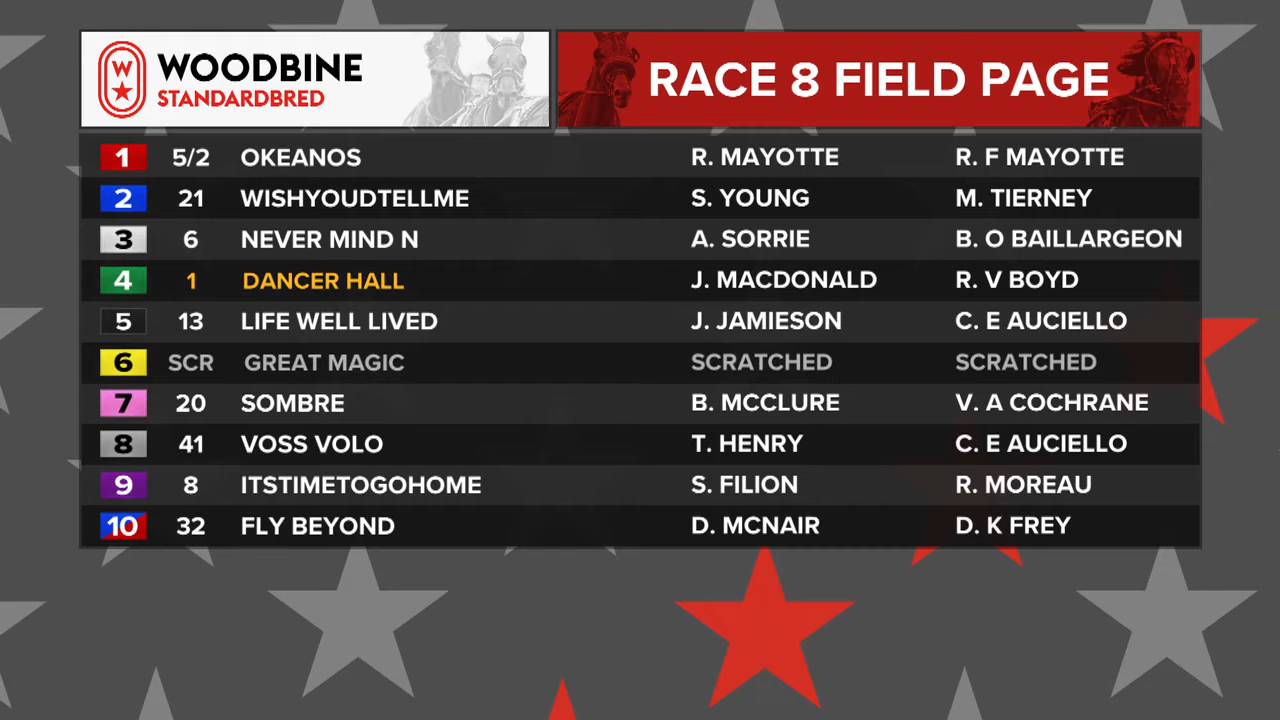 W
WOODBINE
STANDARDBRED
RACE 8 FIELD PAGE
1 5/2 OKEANOS R. MAYOTTE R. F MAYOTTE
2 21 WISHYOUDTELLME S. YOUNG M. TIERNEY
3 6 NEVER MIND N A. SORRIE B. O BAILLARGEON
4 1 DANCER HALL J. MACDONALD R. V BOYD
5 13 LIFE WELL LIVED J. JAMIESON C. E AUCIELLO
6 SCR GREAT MAGIC SCRATCHED SCRATCHED
7 20 SOMBRE B. MCCLURE V. A COCHRANE
8 41 VOSS VOLO T. HENRY C. E AUCIELLO
9 8 ITSTIMETOGOHOME S. FILION R. MOREAU
10 32 FLY BEYOND D. MCNAIR D. K FREY